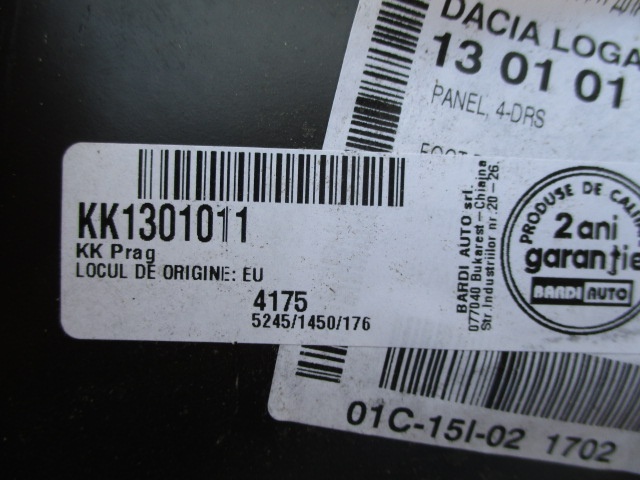 DACIA LOGA
13 01 01
PANEL, 4-DRS
KK1301011
KK Prag
LOCUL DE ORIGINE: EU
4175
5245/1450/176
BARDI AUTO srl.
077040 Bukarest - Chiajna
Str. Industriilor nr. 20 - 26.
PRODUSE DE CALI
2 ani
garanţie
BARDI AUTO
01C-15I-02 1702